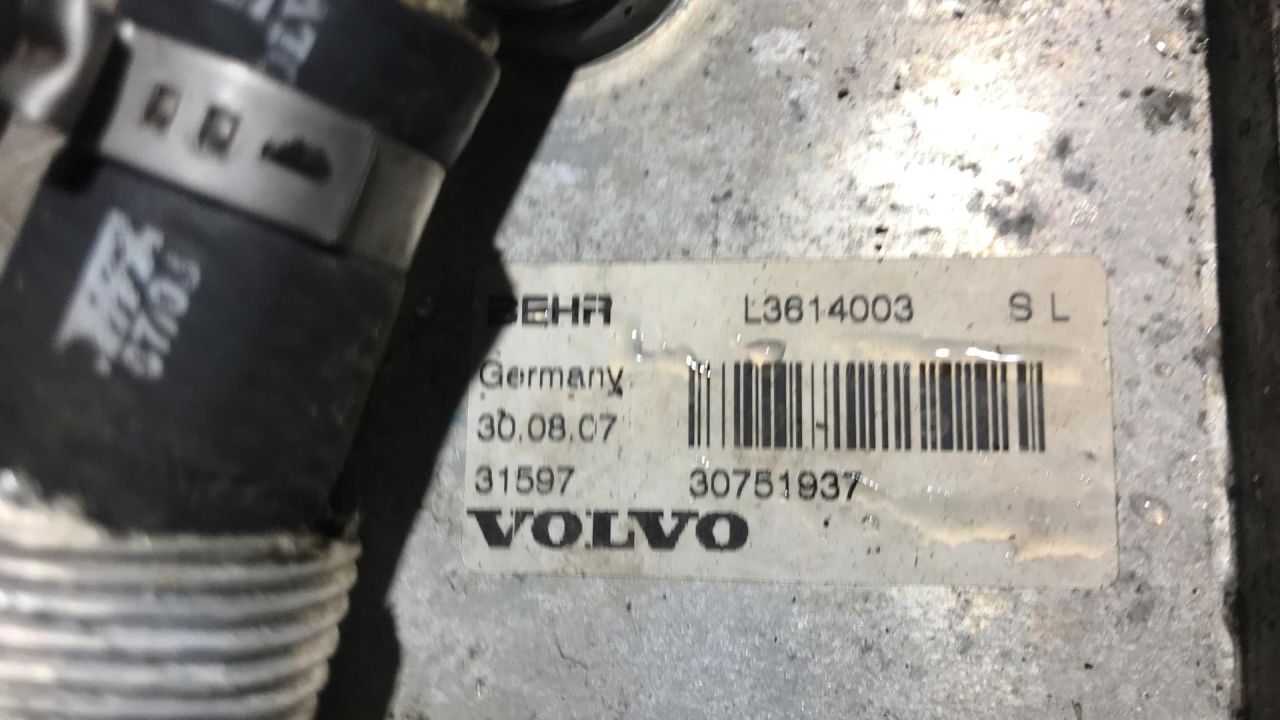 BEHR L3614003 S L
Germany
30.08.07
31597 30751937
VOLVO